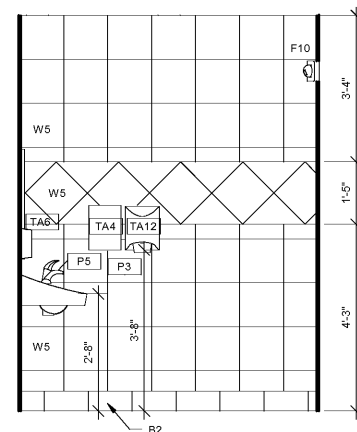 F10
3'-4"
W5
W5
1'-5"
TA6
TA4
TA12
P5
P3
4'-3"
3'-8"
2'-8"
W5
B2